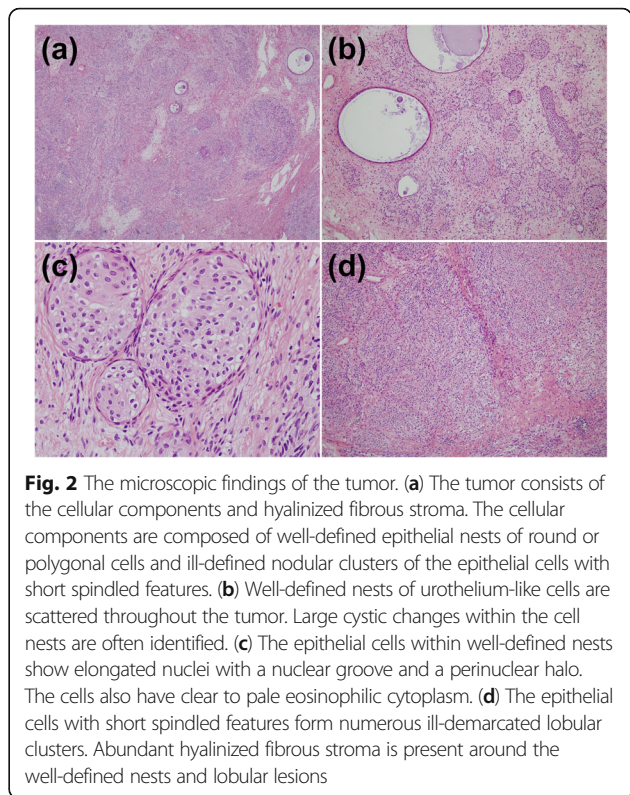 (a)
(b)
(c)
(d)
Fig. 2 The microscopic findings of the tumor. (a) The tumor consists of
the cellular components and hyalinized fibrous stroma. The cellular
components are composed of well-defined epithelial nests of round or
polygonal cells and ill-defined nodular clusters of the epithelial cells with
short spindled features. (b) Well-defined nests of urothelium-like cells are
scattered throughout the tumor. Large cystic changes within the cell
nests are often identified. (c) The epithelial cells within well-defined nests
show elongated nuclei with a nuclear groove and a perinuclear halo.
The cells also have clear to pale eosinophilic cytoplasm. (d) The epithelial
cells with short spindled features form numerous ill-demarcated lobular
clusters. Abundant hyalinized fibrous stroma is present around the
well-defined nests and lobular lesions